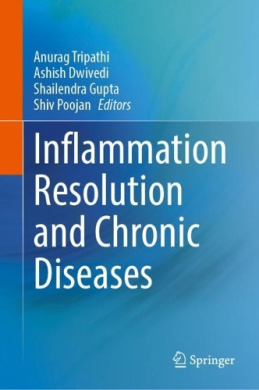 Anurag Tripathi
Ashish Dwivedi
Shailendra Gupta
Shiv Poojan Editors
Inflammation
Resolution
and Chronic
Diseases
Springer